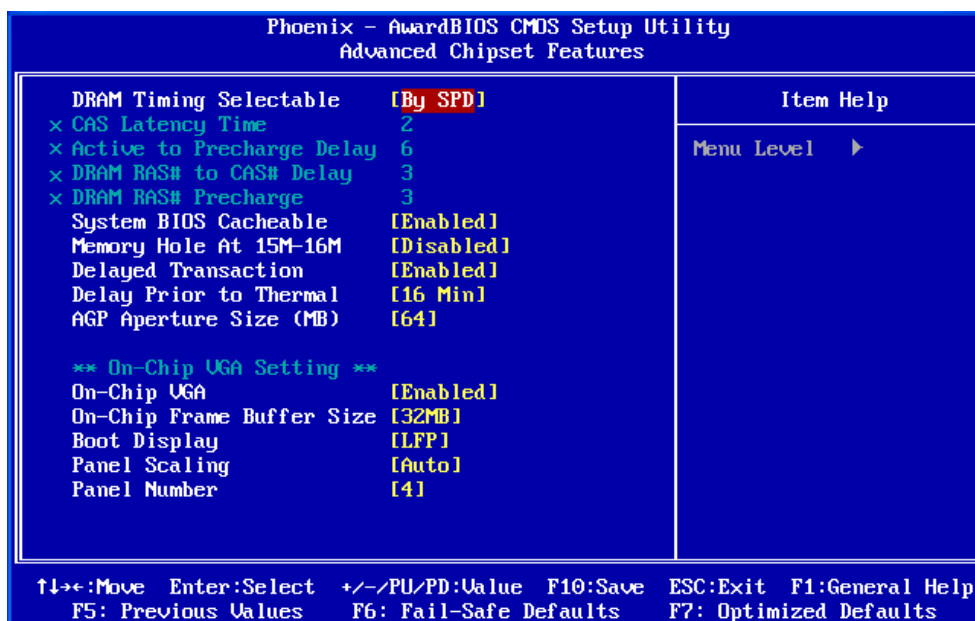 Phoenix - AwardBIOS CMOS Setup Utility
Advanced Chipset Features
DRAM Timing Selectable [By SPD]
x CAS Latency Time 2
x Active to Precharge Delay 6
x DRAM RAS# to CAS# Delay 3
x DRAM RAS# Precharge 3
System BIOS Cacheable [Enabled]
Memory Hole At 15M-16M [Disabled]
Delayed Transaction [Enabled]
Delay Prior to Thermal [16 Min]
AGP Aperture Size (MB) [64]
** On-Chip VGA Setting **
On-Chip VGA [Enabled]
On-Chip Frame Buffer Size [32MB]
Boot Display [LFP]
Panel Scaling [Auto]
Panel Number [4]
Item Help
Menu Level ▶
↑↓→←:Move Enter:Select +/-/PU/PD:Value F10:Save ESC:Exit F1:General Help
F5: Previous Values F6: Fail-Safe Defaults F7: Optimized Defaults